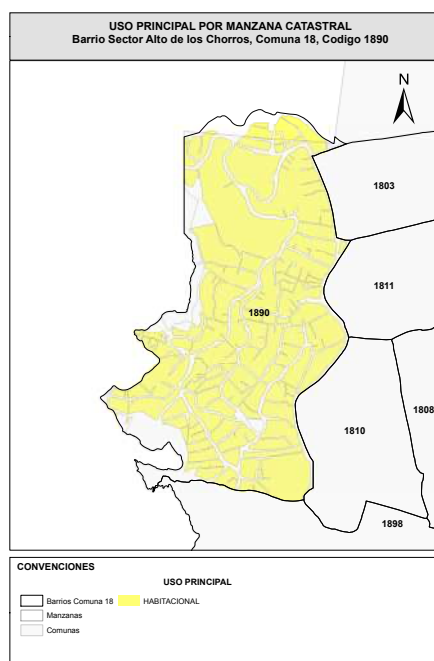 USO PRINCIPAL POR MANZANA CATASTRAL
Barrio Sector Alto de los Chorros, Comuna 18, Codigo 1890
N
1803
1811
1890
1808
1810
1898
CONVENCIONES
USO PRINCIPAL
Barrios Comuna 18 HABITACIONAL
Manzanas
Comunas